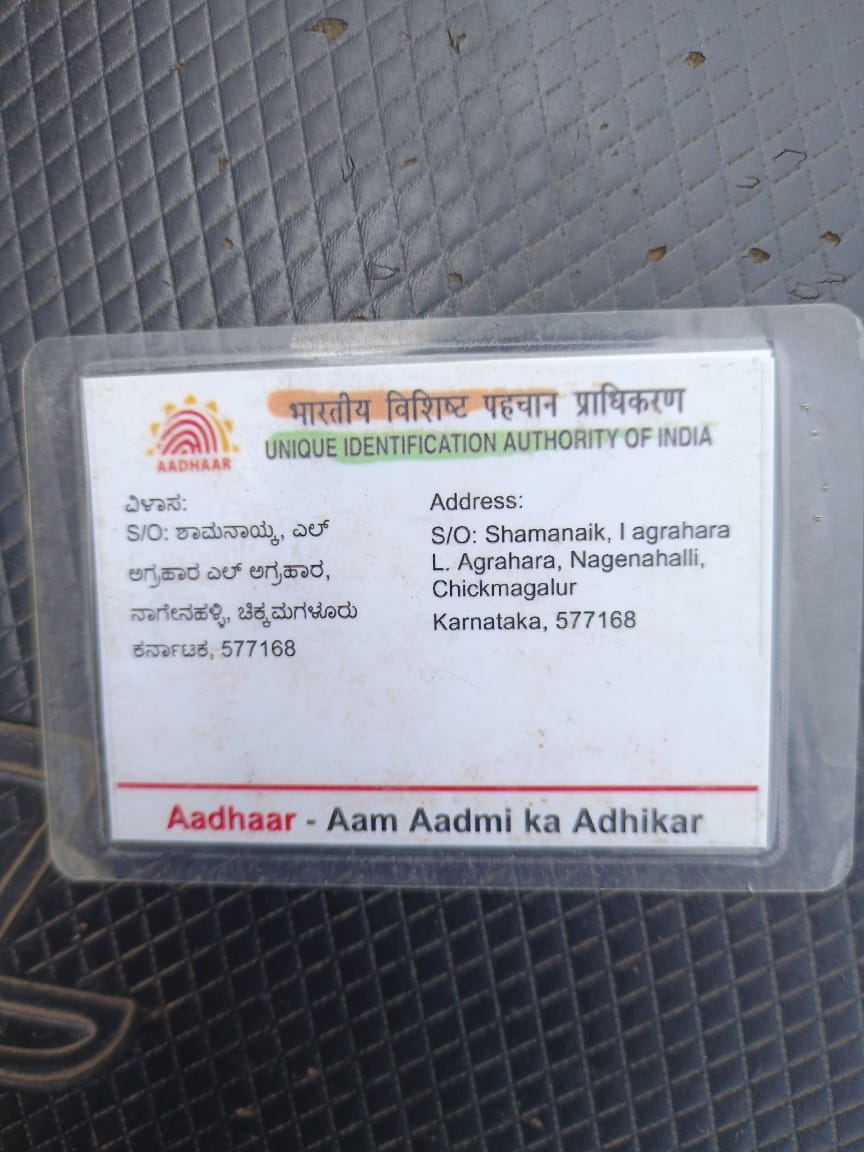 भारतीय विशिष्ट पहचान प्राधिकरण
UNIQUE IDENTIFICATION AUTHORITY OF INDIA
AADHAAR
ವಿಳಾಸ:
S/O: ಶಾಮನಾಯ್ಕ, ಎಲ್
ಅಗ್ರಹಾರ ಎಲ್ ಅಗ್ರಹಾರ,
ನಾಗೇನಹಳ್ಳಿ, ಚಿಕ್ಕಮಗಳೂರು
ಕರ್ನಾಟಕ, 577168
Address:
S/O: Shamanaik, l agrahara
L. Agrahara, Nagenahalli,
Chickmagalur
Karnataka, 577168
Aadhaar - Aam Aadmi ka Adhikar